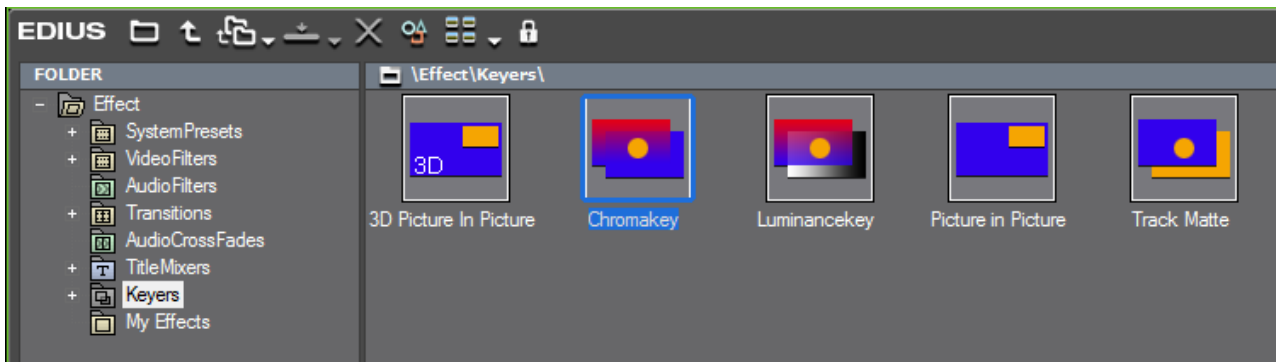 EDIUS
FOLDER
\Effect\Keyers\
Effect
SystemPresets
VideoFilters
AudioFilters
Transitions
AudioCrossFades
T TitleMixers
Keyers
My Effects
3D
3D Picture In Picture
Chromakey
Luminancekey
Picture in Picture
Track Matte